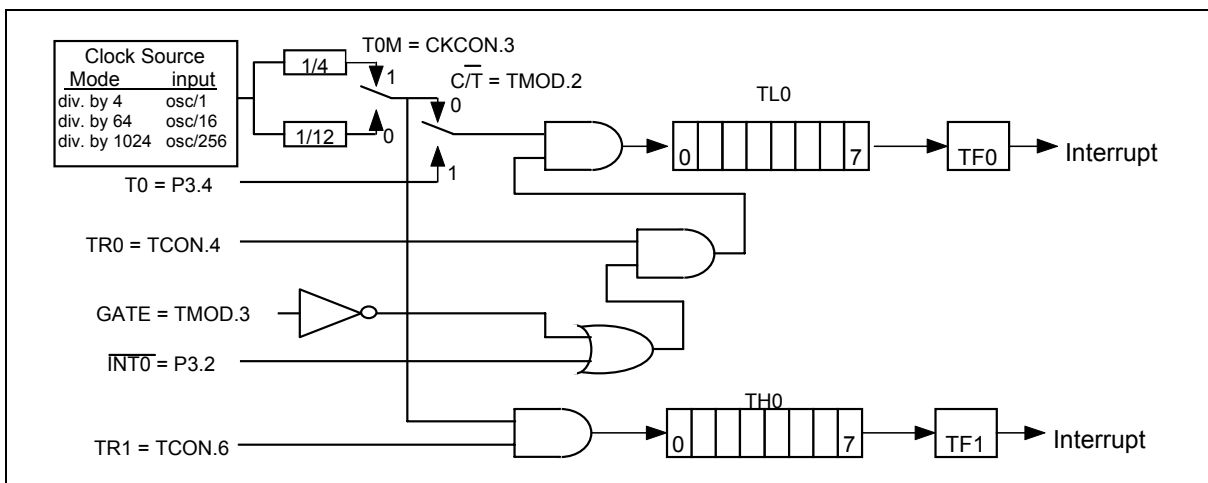 Clock Source
Mode input
div. by 4 osc/1
div. by 64 osc/16
div. by 1024 osc/256
1/4
1/12
T0M = CKCON.3
1
0
C/T̅ = TMOD.2
0
1
T0 = P3.4
TL0
0 7
TF0
Interrupt
TR0 = TCON.4
GATE = TMOD.3
I̅N̅T̅0̅ = P3.2
TR1 = TCON.6
TH0
0 7
TF1
Interrupt